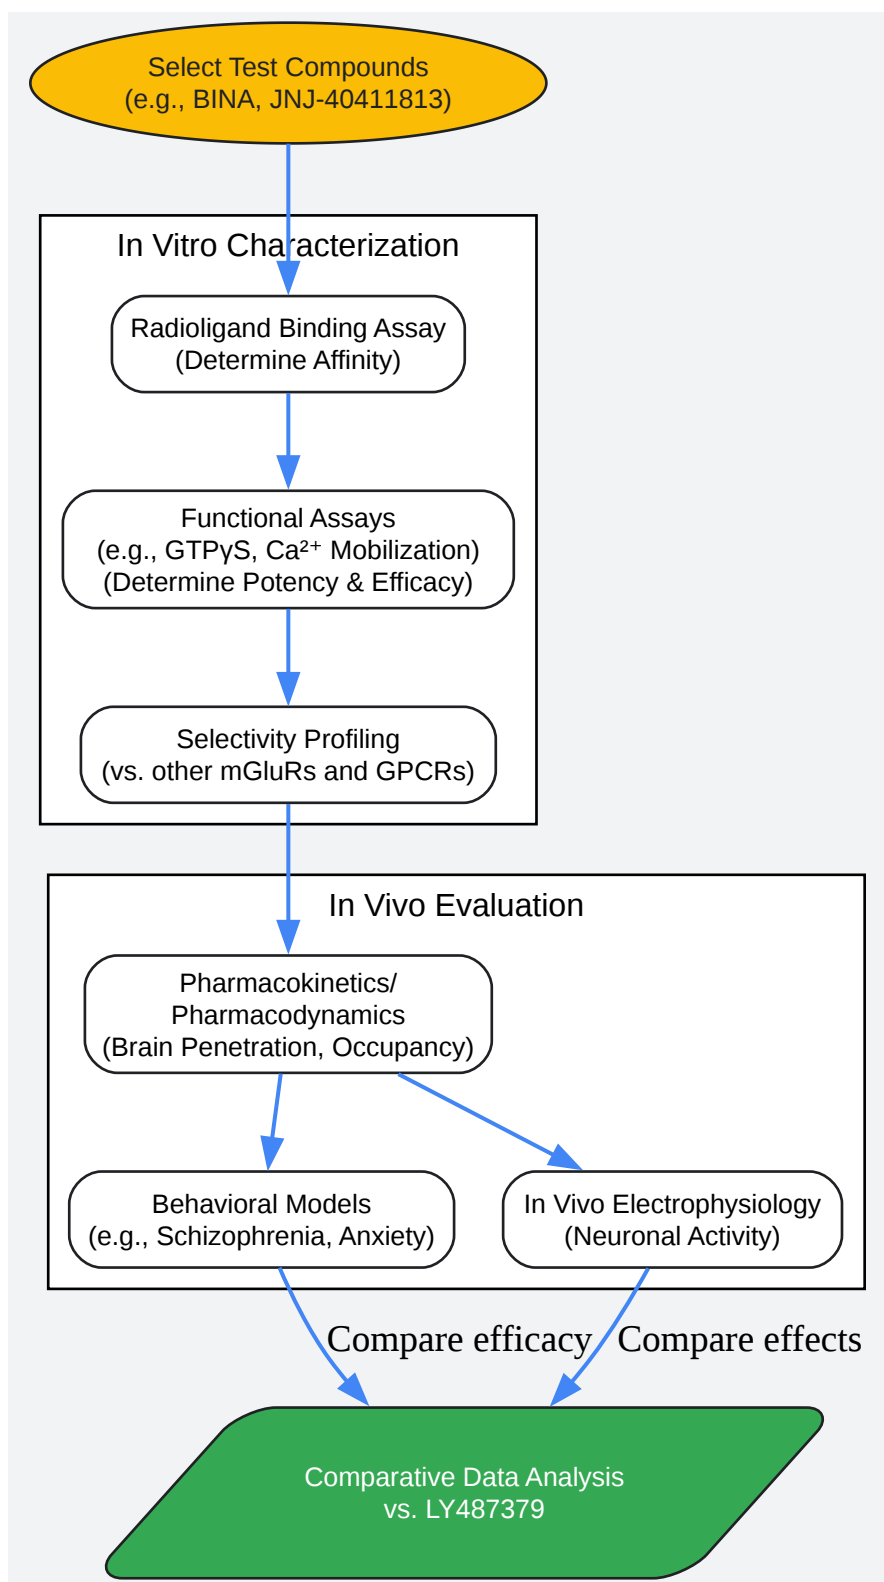 Select Test Compounds
(e.g., BINA, JNJ-40411813)
In Vitro Characterization
Radioligand Binding Assay
(Determine Affinity)
Functional Assays
(e.g., GTPγS, Ca²⁺ Mobilization)
(Determine Potency & Efficacy)
Selectivity Profiling
(vs. other mGluRs and GPCRs)
In Vivo Evaluation
Pharmacokinetics/
Pharmacodynamics
(Brain Penetration, Occupancy)
Behavioral Models
(e.g., Schizophrenia, Anxiety)
In Vivo Electrophysiology
(Neuronal Activity)
Compare efficacy
Compare effects
Comparative Data Analysis
vs. LY487379